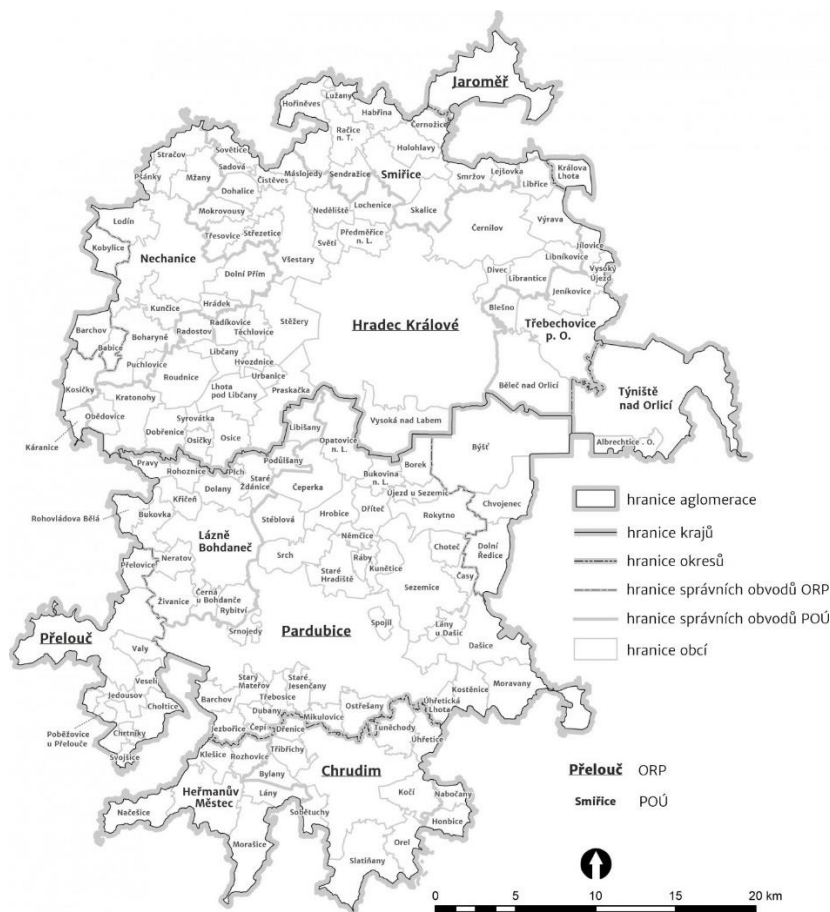 Jaroměř
Lužany
Hořiněves
Habřina
Černožice
Račice
n. T.
Holohlavy
Sovětice
Stračov
Sadová
Máslojedy
Sendražice
Smiřice
Smržov
Lejšovka
Králova
Lhota
Libřice
Pšánky
Mžany
Čistěves
Dohalice
Skalice
Mokrovousy
Neděliště
Lochenice
Výrava
Lodín
Třesovice
Střezetice
Předměřice
n. L.
Černilov
Světí
Jílovice
Kobylice
Nechanice
Všestary
Libníkovice
Vysoký
Újezd
Dolní Přím
Divec
Librantice
Jeníkovice
Hrádek
Kunčice
Blešno
Radíkovice
Stěžery
Hradec Králové
Třebechovice
p. O.
Barchov
Babice
Boharyně
Radostov
Těchlovice
Puchlovice
Libčany
Hvozdnice
Roudnice
Urbanice
Týniště
nad Orlicí
Kosičky
Kratonohy
Lhota
pod Libčany
Praskačka
Běleč nad Orlicí
Obědovice
Syrovátka
Vysoká nad Labem
Káranice
Dobřenice
Osičky
Osice
Libišany
Opatovice
n. L.
Albrechtice . O.
Býšť
Pravy
Rohoznice
Plch
Podůlšany
Bukovina
n. L.
Borek
Dolany
Staré
Ždánice
Čeperka
Újezd u Sezemic
Křičeň
Rohovládova Bělá
Bukovka
Stéblová
Hrobice
Dříteč
Rokytno
Chvojenec
Lázně
Bohdaneč
Němčice
Neratov
Srch
Ráby
Choteč
Dolní
Ředice
Přelovice
Staré
Hradiště
Kunětice
Časy
Živanice
Černá
u Bohdanče
Sezemice
Rybitví
Srnojedy
Spojil
Lány
u Dašic
Přelouč
Pardubice
Dašice
Valy
Veselí
Starý
Mateřov
Staré
Jesenčany
Kostěnice
Moravany
Jedousov
Choltice
Barchov
Třebosice
Ostřešany
Úhřetická
Lhota
Poběžovice
u Přelouče
Dubany
Mikulovice
Chrtníky
Jezbořice
Čepí
Dřenice
Tuněchody
Svojšice
Úhřetice
Klešice
Rozhovice
Třibřichy
Bylany
Chrudim
Heřmanův
Městec
Lány
Kočí
Nabočany
Načešice
Sobětuchy
Honbice
Morašice
Orel
Slatiňany
hranice aglomerace
hranice krajů
hranice okresů
hranice správních obvodů ORP
hranice správních obvodů POÚ
hranice obcí
Přelouč ORP
Smiřice POÚ
0 5 10 15 20 km